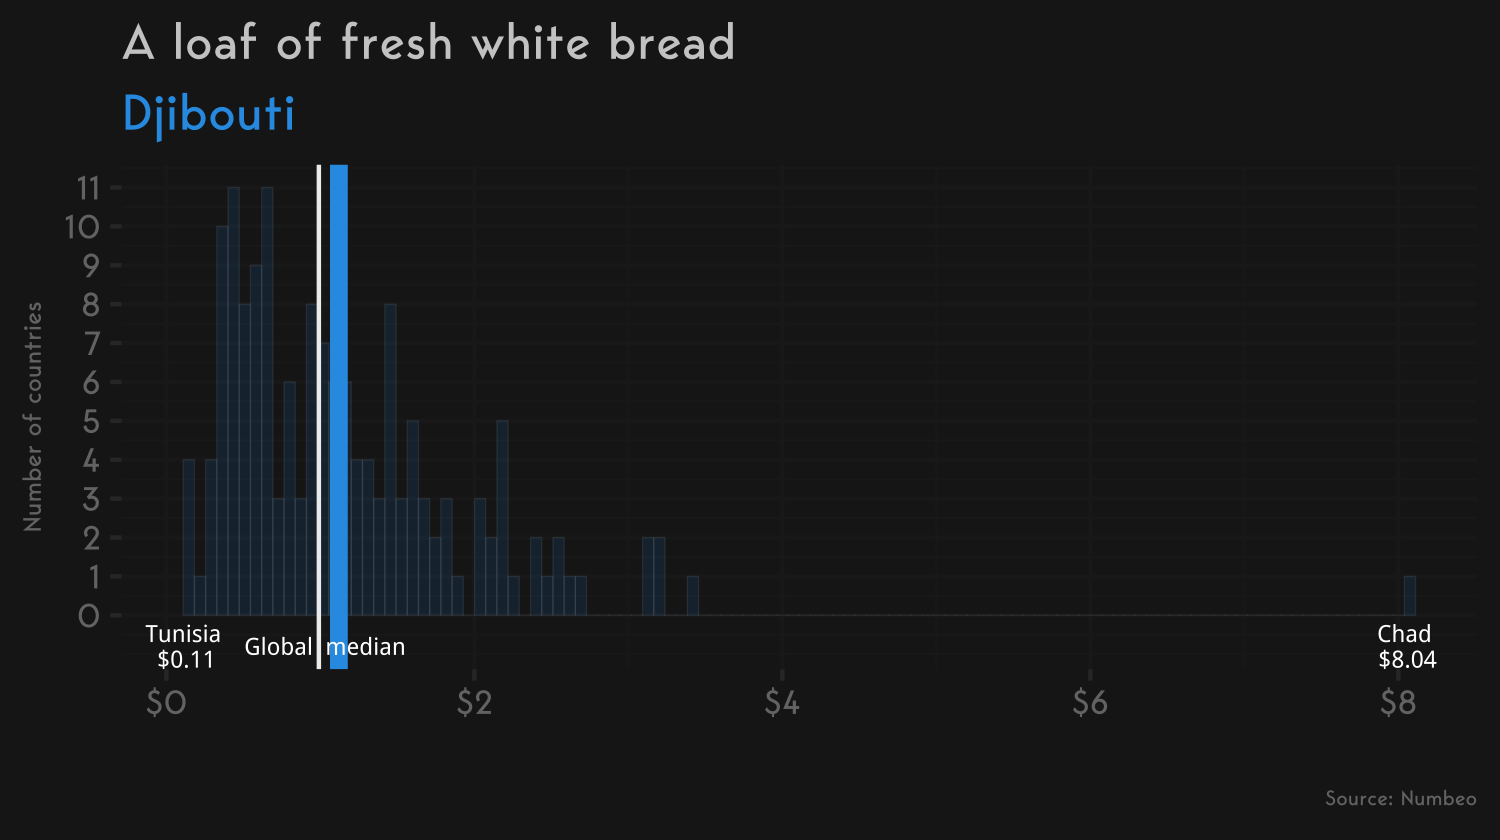 A loaf of fresh white bread
Djibouti
Number of countries
11
10
9
8
7
6
5
4
3
2
1
0
Tunisia
$0.11
Global median
Chad
$8.04
$0 $2 $4 $6 $8
Source: Numbeo